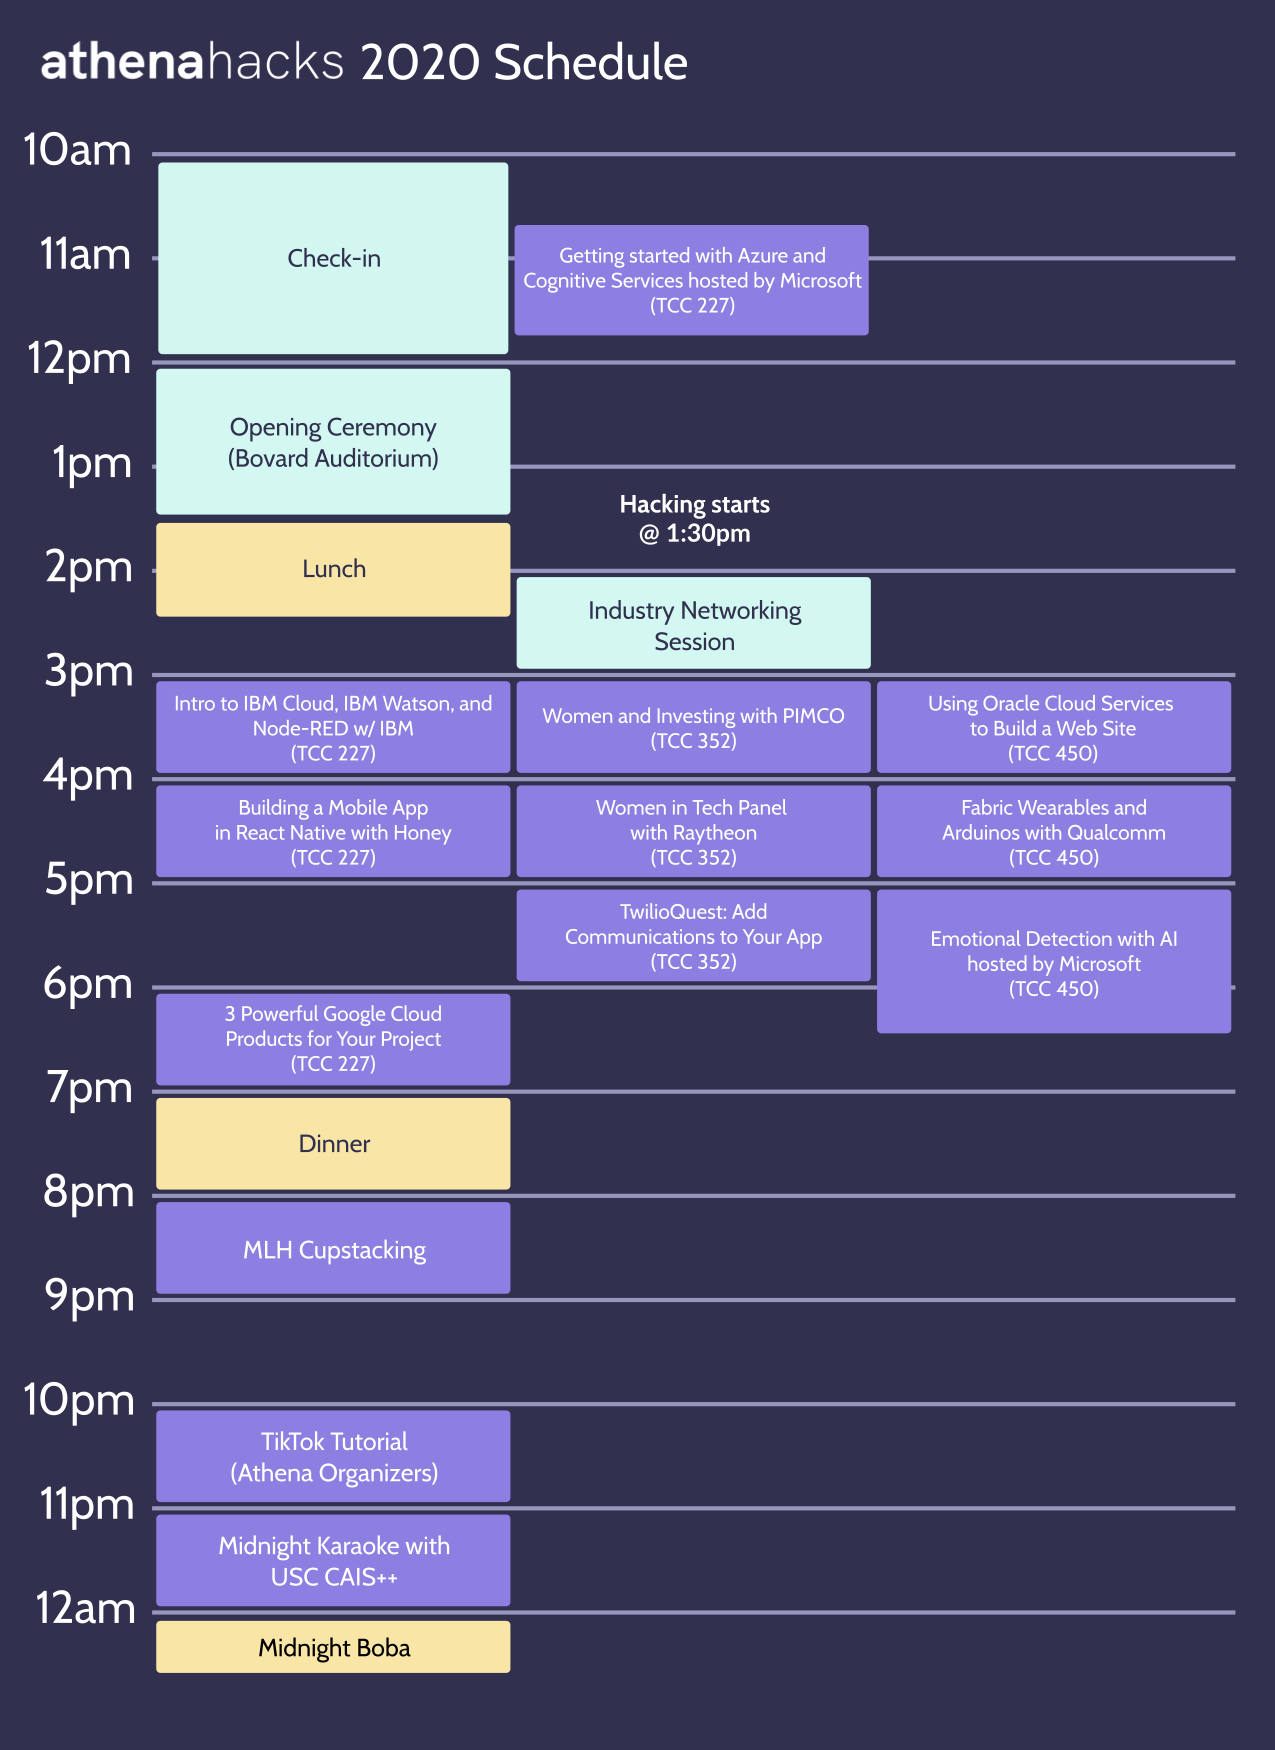 athenahacks 2020 Schedule
10am
Check-in
11am
Getting started with Azure and
Cognitive Services hosted by Microsoft
(TCC 227)
12pm
Opening Ceremony
(Bovard Auditorium)
1pm
Hacking starts
@ 1:30pm
2pm
Lunch
Industry Networking
Session
3pm
Intro to IBM Cloud, IBM Watson, and
Node-RED w/ IBM
(TCC 227)
Women and Investing with PIMCO
(TCC 352)
Using Oracle Cloud Services
to Build a Web Site
(TCC 450)
4pm
Building a Mobile App
in React Native with Honey
(TCC 227)
Women in Tech Panel
with Raytheon
(TCC 352)
Fabric Wearables and
Arduinos with Qualcomm
(TCC 450)
5pm
TwilioQuest: Add
Communications to Your App
(TCC 352)
Emotional Detection with AI
hosted by Microsoft
(TCC 450)
6pm
3 Powerful Google Cloud
Products for Your Project
(TCC 227)
7pm
Dinner
8pm
MLH Cupstacking
9pm
10pm
TikTok Tutorial
(Athena Organizers)
11pm
Midnight Karaoke with
USC CAIS++
12am
Midnight Boba